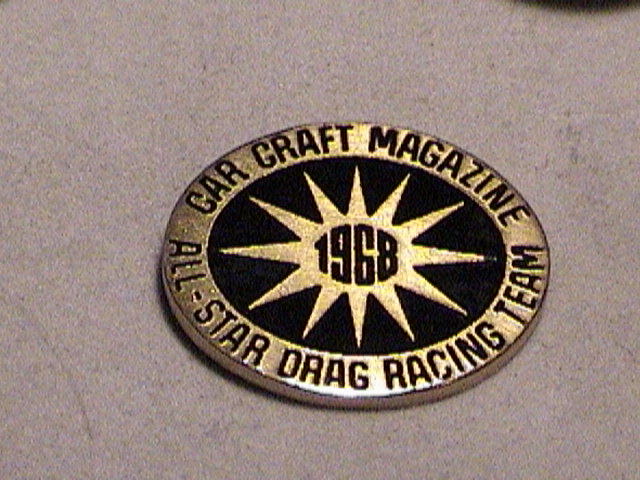 CAR CRAFT MAGAZINE
1968
ALL-STAR DRAG RACING TEAM